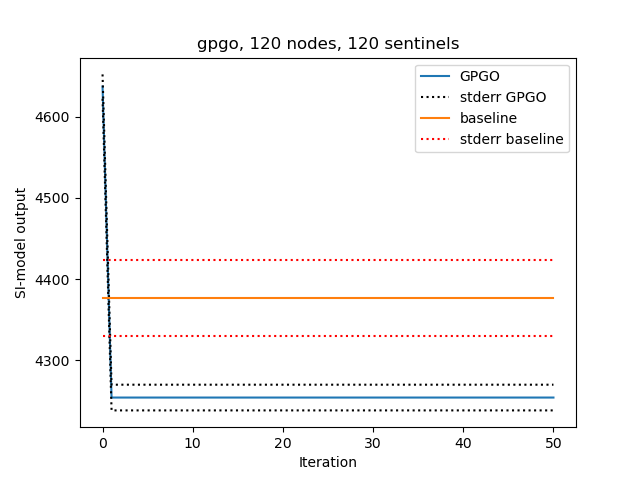 gpgo, 120 nodes, 120 sentinels
GPGO
stderr GPGO
baseline
stderr baseline
SI-model output
4600
4500
4400
4300
0 10 20 30 40 50
Iteration